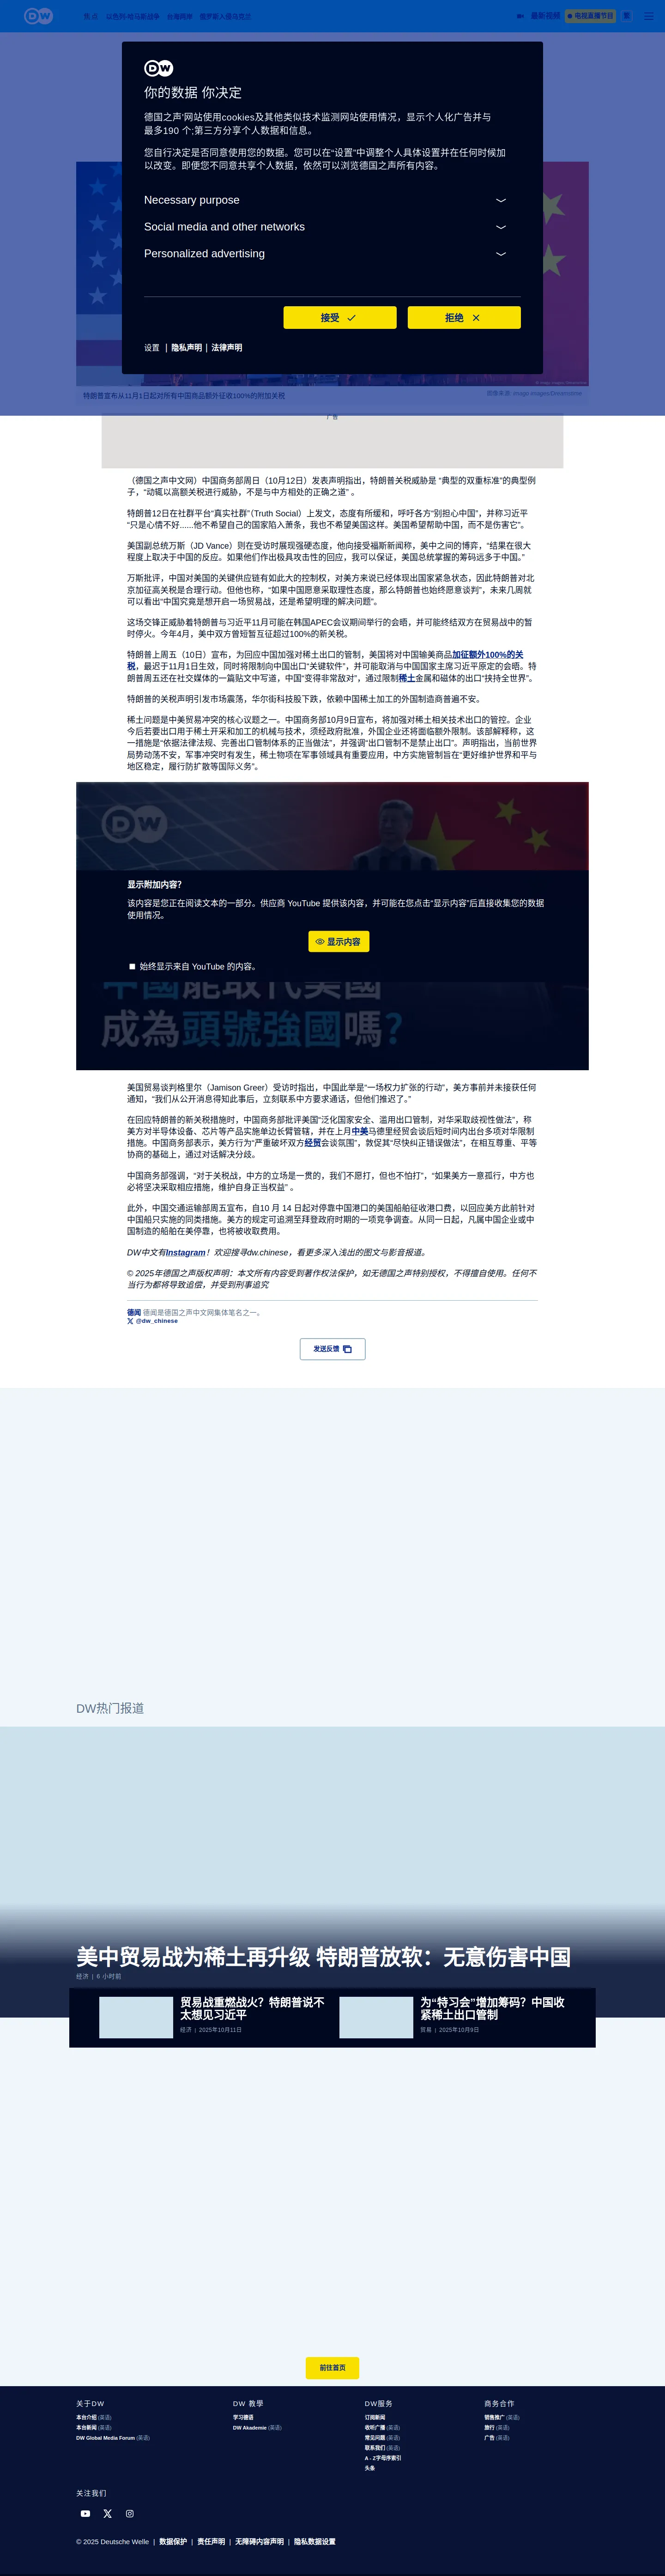 DW
焦点
以色列-哈马斯战争
台海两岸
俄罗斯入侵乌克兰
最新视频
电视直播节目
繁
DW
你的数据 你决定
德国之声'网站使用cookies及其他类似技术监测网站使用情况，显示个人化广告并与
最多190 个;第三方分享个人数据和信息。
您自行决定是否同意使用您的数据。您可以在“设置”中调整个人具体设置并在任何时候加
以改变。即便您不同意共享个人数据，依然可以浏览德国之声所有内容。
Necessary purpose
Social media and other networks
Personalized advertising
接受
拒绝
设置 | 隐私声明 | 法律声明
特朗普宣布从11月1日起对所有中国商品额外征收100%的附加关税
图像来源: Imago Images/Dreamstime
广告
（德国之声中文网）中国商务部周日（10月12日）发表声明指出，特朗普关税威胁是 “典型的双重标准”的典型例
子，“动辄以高额关税进行威胁，不是与中方相处的正确之道” 。
特朗普12日在社群平台“真实社群”（Truth Social）上发文，态度有所缓和，呼吁各方“别担心中国”，并称习近平
“只是心情不好......他不希望自己的国家陷入萧条，我也不希望美国这样。美国希望帮助中国，而不是伤害它”。
美国副总统万斯（JD Vance）则在受访时展现强硬态度，他向接受福斯新闻称，美中之间的博弈，“结果在很大
程度上取决于中国的反应。如果他们作出极具攻击性的回应，我可以保证，美国总统掌握的筹码远多于中国。”
万斯批评，中国对美国的关键供应链有如此大的控制权，对美方来说已经体现出国家紧急状态，因此特朗普对北
京加征高关税是合理行动。但他也称，“如果中国愿意采取理性态度，那么特朗普也始终愿意谈判”，未来几周就
可以看出“中国究竟是想开启一场贸易战，还是希望明理的解决问题”。
这场交锋正威胁着特朗普与习近平11月可能在韩国APEC会议期间举行的会晤，并可能终结双方在贸易战中的暂
时停火。今年4月，美中双方曾短暂互征超过100%的新关税。
特朗普上周五（10日）宣布，为回应中国加强对稀土出口的管制，美国将对中国输美商品加征额外100%的关
税，最迟于11月1日生效，同时将限制向中国出口“关键软件”，并可能取消与中国国家主席习近平原定的会晤。特
朗普周五还在社交媒体的一篇贴文中写道，中国“变得非常敌对”，通过限制稀土金属和磁体的出口“挟持全世界”。
特朗普的关税声明引发市场震荡，华尔街科技股下跌，依赖中国稀土加工的外国制造商普遍不安。
稀土问题是中美贸易冲突的核心议题之一。中国商务部10月9日宣布，将加强对稀土相关技术出口的管控。企业
今后若要出口用于稀土开采和加工的机械与技术，须经政府批准，外国企业还将面临额外限制。该部解释称，这
一措施是“依据法律法规、完善出口管制体系的正当做法”，并强调“出口管制不是禁止出口”。声明指出，当前世界
局势动荡不安，军事冲突时有发生，稀土物项在军事领域具有重要应用，中方实施管制旨在“更好维护世界和平与
地区稳定，履行防扩散等国际义务”。
DW
显示附加内容？
该内容是您正在阅读文本的一部分。供应商 YouTube 提供该内容，并可能在您点击“显示内容”后直接收集您的数据
使用情况。
显示内容
始终显示来自 YouTube 的内容。
中国能取代美國
成為頭號強國嗎?
美国贸易谈判格里尔（Jamison Greer）受访时指出，中国此举是“一场权力扩张的行动”，美方事前并未接获任何
通知，“我们从公开消息得知此事后，立刻联系中方要求通话，但他们推迟了。”
在回应特朗普的新关税措施时，中国商务部批评美国“泛化国家安全、滥用出口管制，对华采取歧视性做法”，称
美方对半导体设备、芯片等产品实施单边长臂管辖，并在上月中美马德里经贸会谈后短时间内出台多项对华限制
措施。中国商务部表示，美方行为“严重破坏双方经贸会谈氛围”，敦促其“尽快纠正错误做法”，在相互尊重、平等
协商的基础上，通过对话解决分歧。
中国商务部强调，“对于关税战，中方的立场是一贯的，我们不愿打，但也不怕打”，“如果美方一意孤行，中方也
必将坚决采取相应措施，维护自身正当权益” 。
此外，中国交通运输部周五宣布，自10 月 14 日起对停靠中国港口的美国船舶征收港口费，以回应美方此前针对
中国船只实施的同类措施。美方的规定可追溯至拜登政府时期的一项竞争调查。从同一日起，凡属中国企业或中
国制造的船舶在美停靠，也将被收取费用。
DW中文有Instagram！欢迎搜寻dw.chinese，看更多深入浅出的图文与影音报道。
© 2025年德国之声版权声明：本文所有内容受到著作权法保护，如无德国之声特别授权，不得擅自使用。任何不
当行为都将导致追偿，并受到刑事追究
德闻 德闻是德国之声中文网集体笔名之一。
@dw_chinese
发送反馈
DW热门报道
美中贸易战为稀土再升级 特朗普放软：无意伤害中国
经济 | 6 小时前
贸易战重燃战火？特朗普说不
太想见习近平
经济 | 2025年10月11日
为“特习会”增加筹码？中国收
紧稀土出口管制
贸易 | 2025年10月9日
前往首页
关于DW
本台介绍 (英语)
本台新闻 (英语)
DW Global Media Forum (英语)
DW 教學
学习德语
DW Akademie (英语)
DW服务
订阅新闻
收听广播 (英语)
常见问题 (英语)
联系我们 (英语)
A - Z字母序索引
头条
商务合作
销售推广 (英语)
旅行 (英语)
广告 (英语)
关注我们
© 2025 Deutsche Welle | 数据保护 | 责任声明 | 无障碍内容声明 | 隐私数据设置